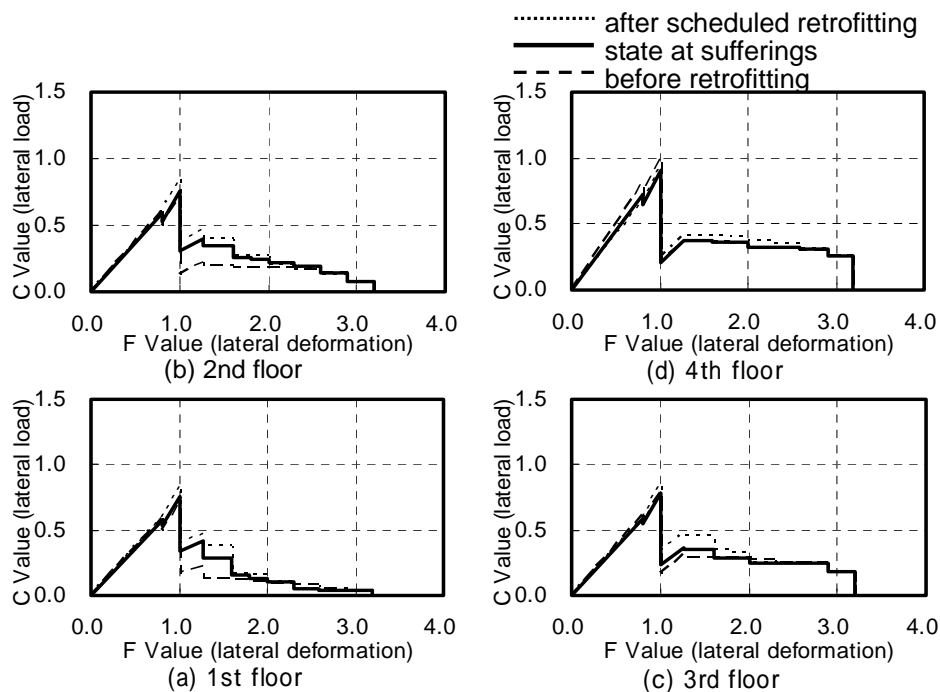 after scheduled retrofitting
state at sufferings
before retrofitting
C Value (lateral load)
1.5
1.0
0.5
0.0
0.0 1.0 2.0 3.0 4.0
F Value (lateral deformation)
(b) 2nd floor
C Value (lateral load)
1.5
1.0
0.5
0.0
0.0 1.0 2.0 3.0 4.0
F Value (lateral deformation)
(d) 4th floor
C Value (lateral load)
1.5
1.0
0.5
0.0
0.0 1.0 2.0 3.0 4.0
F Value (lateral deformation)
(a) 1st floor
C Value (lateral load)
1.5
1.0
0.5
0.0
0.0 1.0 2.0 3.0 4.0
F Value (lateral deformation)
(c) 3rd floor